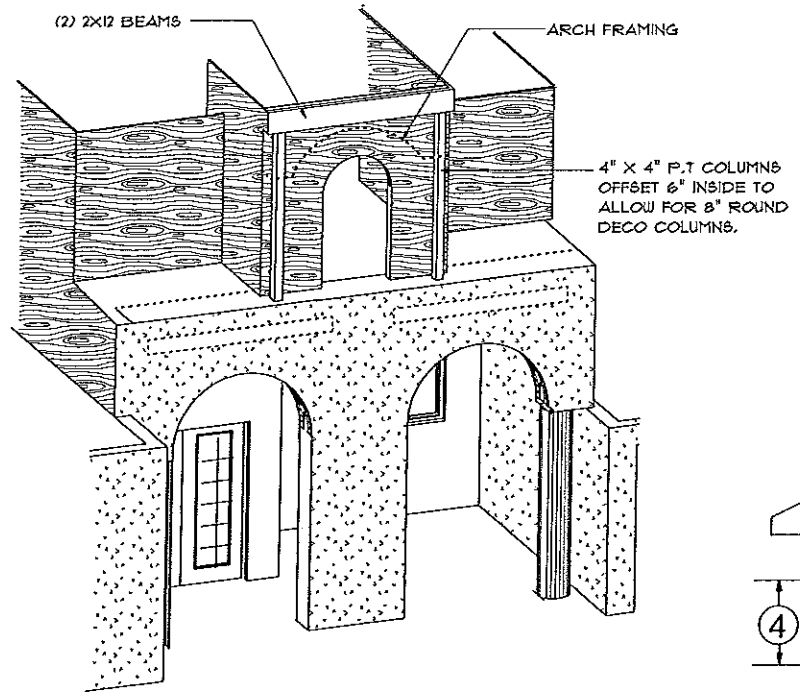 (2) 2X12 BEAMS
ARCH FRAMING
4" X 4" P.T COLUMNS
OFFSET 6" INSIDE TO
ALLOW FOR 8" ROUND
DECO COLUMNS.
4